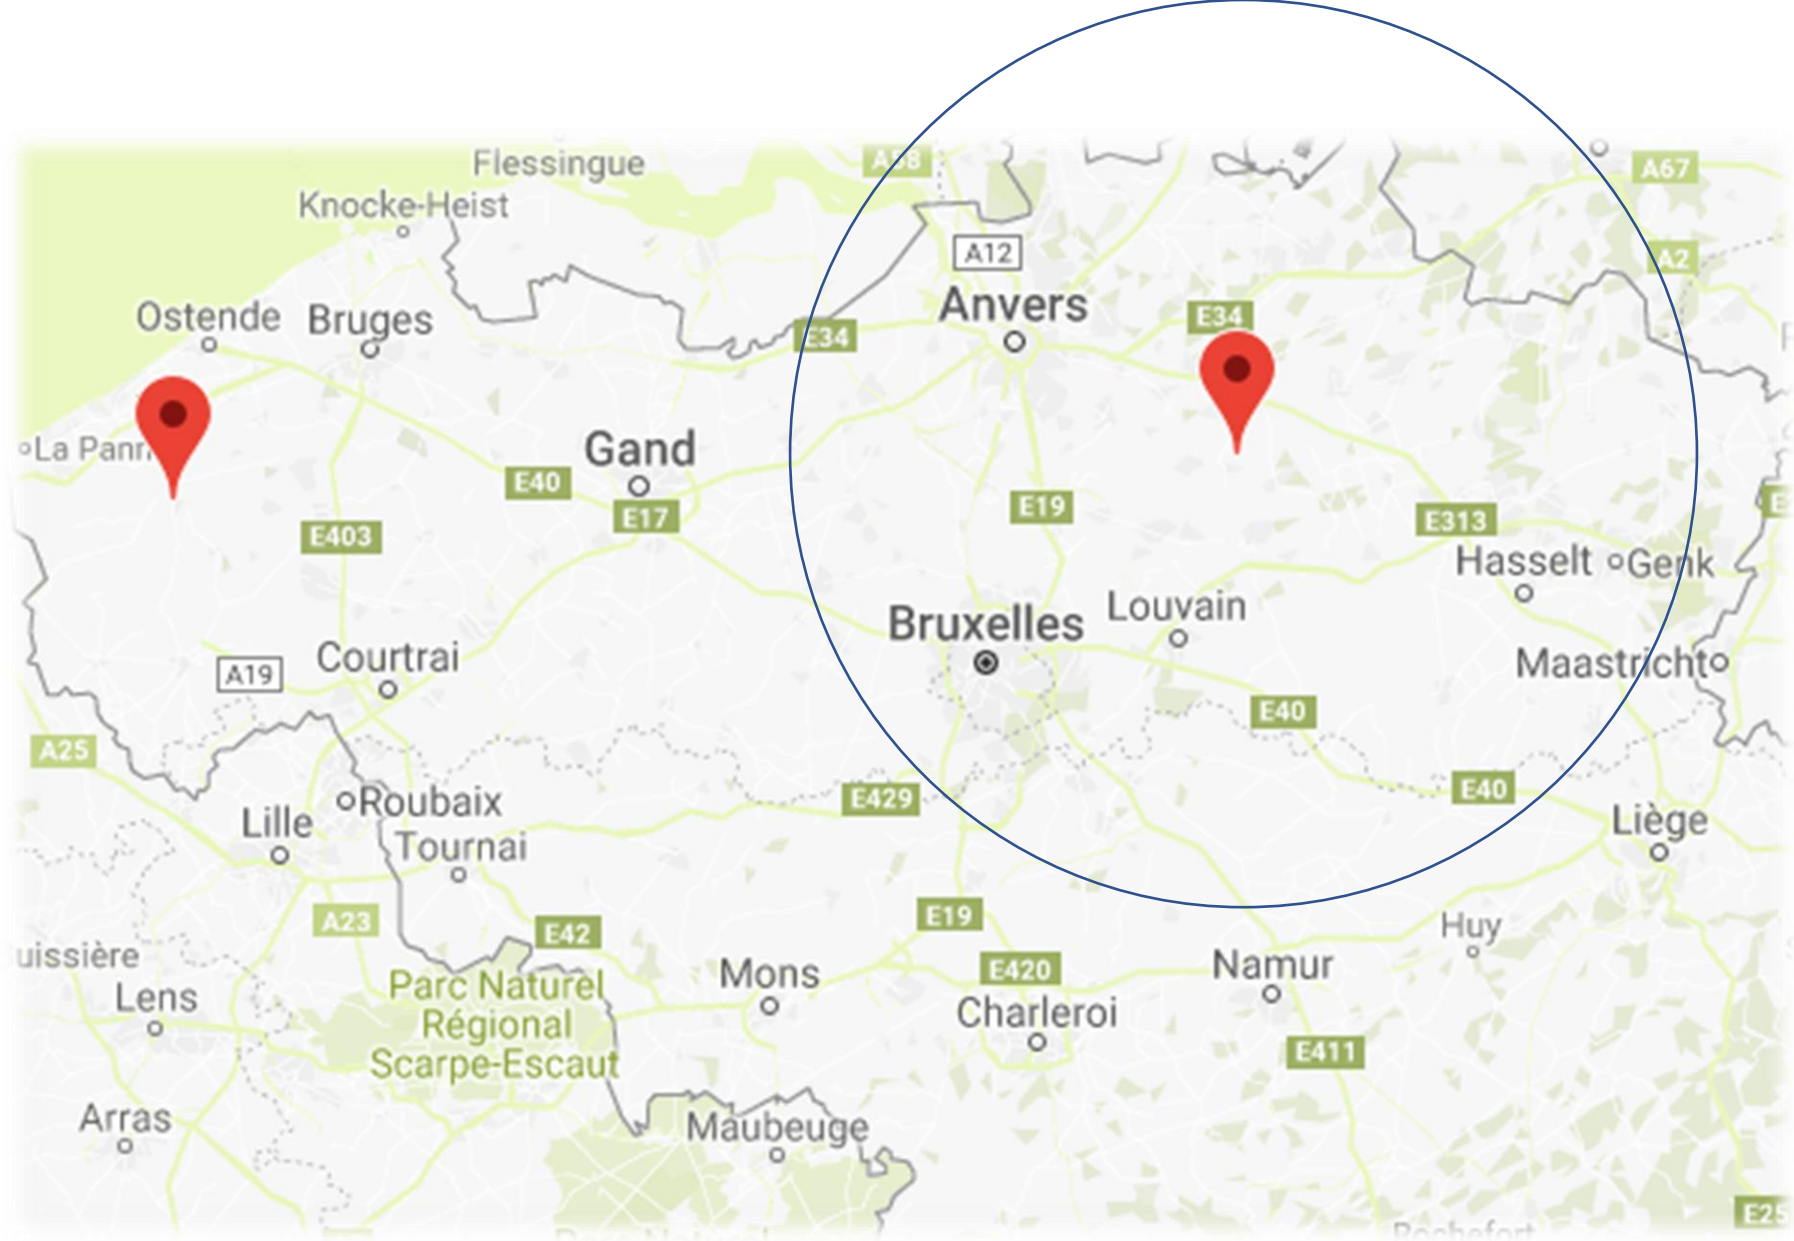 Flessingue
A58
A67
Knocke-Heist
A12
A2
Anvers
Ostende
Bruges
E34
E34
La Pann
Gand
E40
E17
E19
E403
E313
Hasselt
Genk
Bruxelles
Louvain
Courtrai
A19
Maastricht
E40
A25
E429
E40
Roubaix
Lille
Tournai
Liège
A23
E42
E19
Huy
uissière
Mons
E420
Namur
Parc Naturel
Régional
Scarpe-Escaut
Lens
Charleroi
E411
Arras
Maubeuge
E25
Rochefort